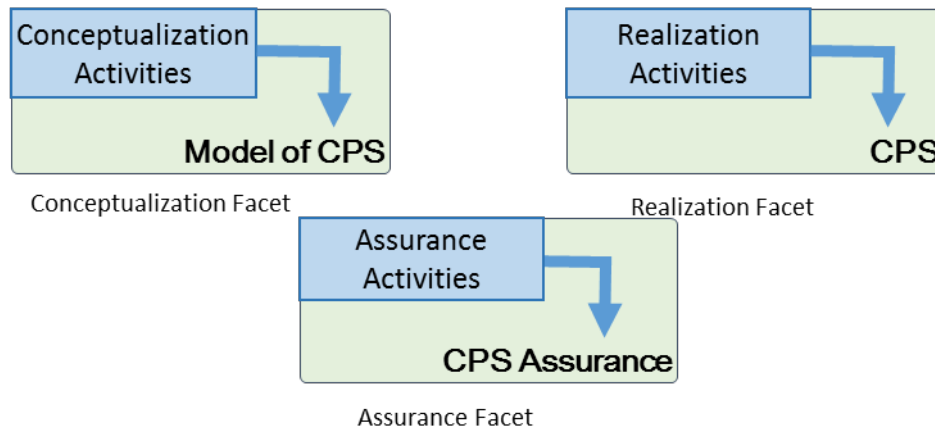 Conceptualization
Activities
Model of CPS
Conceptualization Facet
Realization
Activities
CPS
Realization Facet
Assurance
Activities
CPS Assurance
Assurance Facet